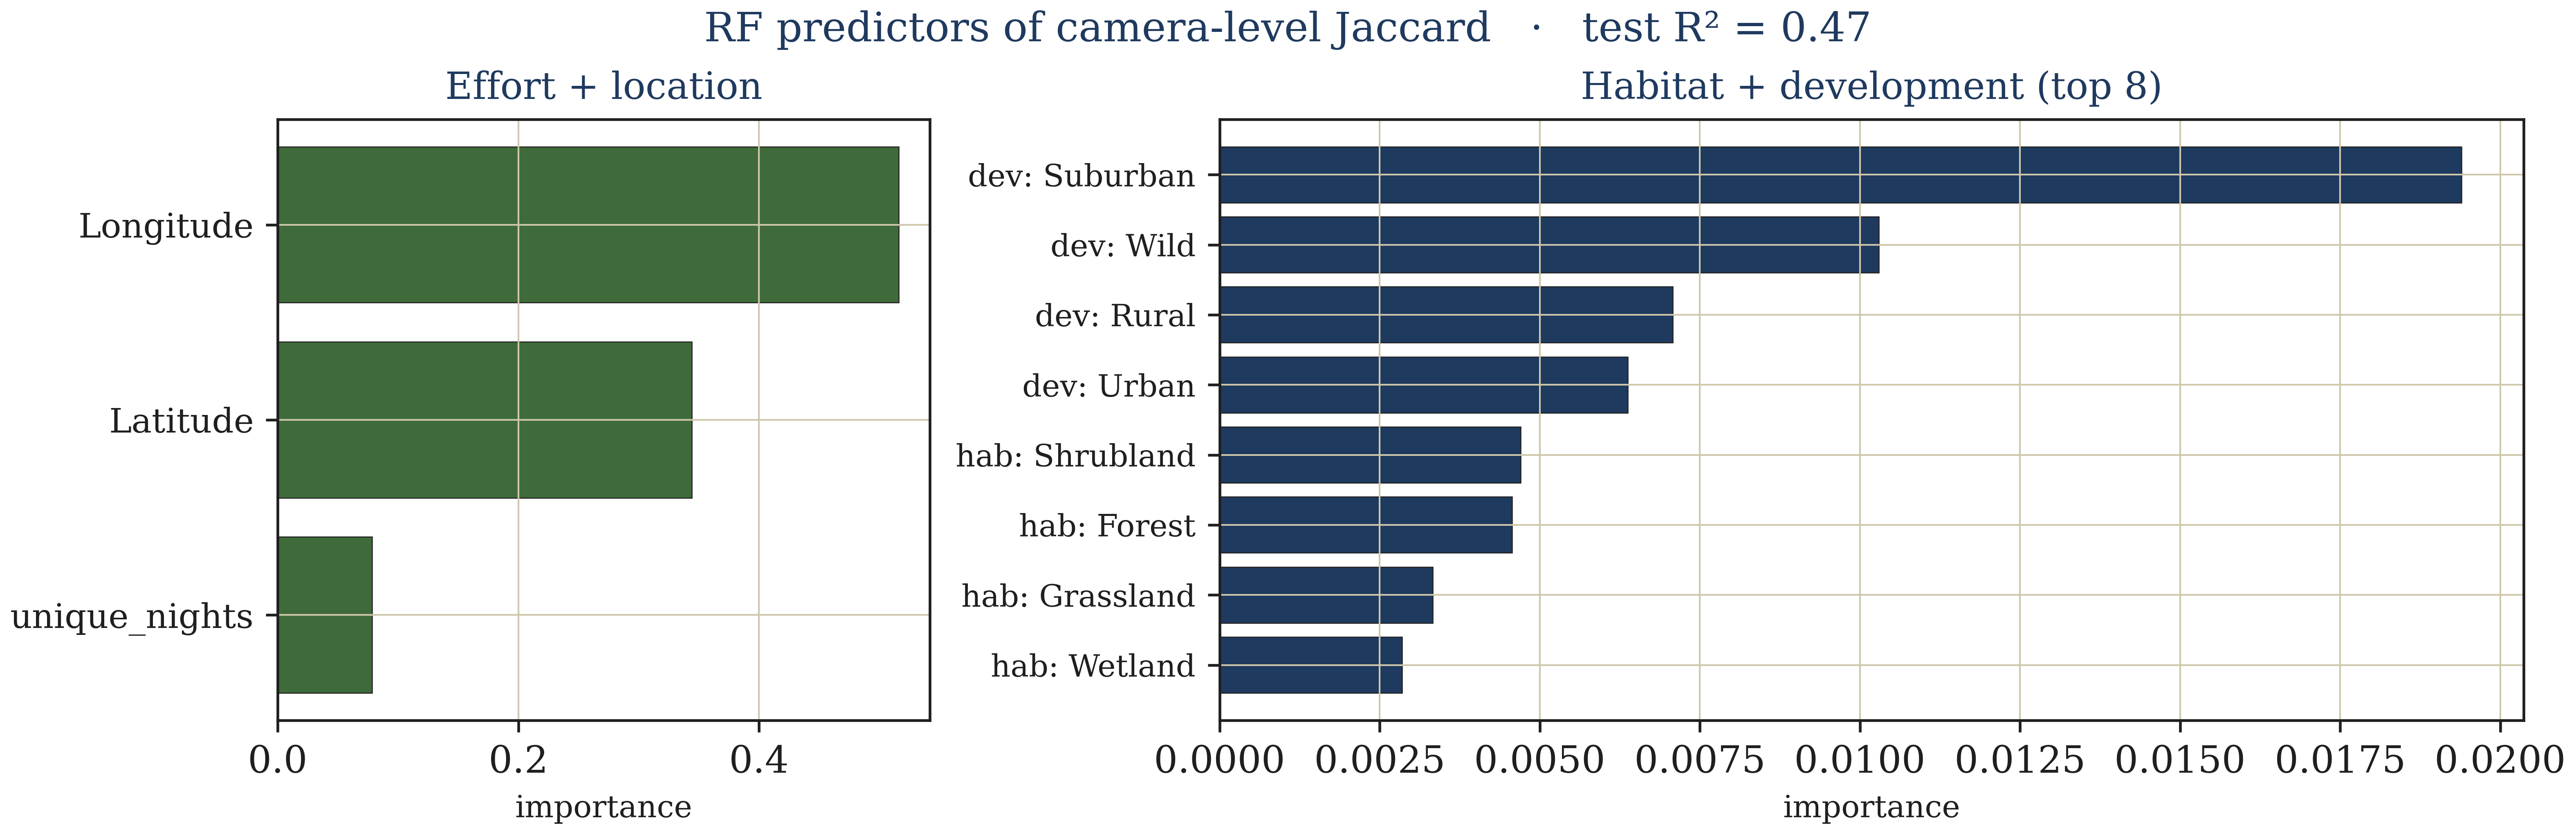 RF predictors of camera-level Jaccard · test R² = 0.47
Effort + location
Longitude
Latitude
unique_nights
0.0 0.2 0.4
importance
Habitat + development (top 8)
dev: Suburban
dev: Wild
dev: Rural
dev: Urban
hab: Shrubland
hab: Forest
hab: Grassland
hab: Wetland
0.0000 0.0025 0.0050 0.0075 0.0100 0.0125 0.0150 0.0175 0.0200
importance